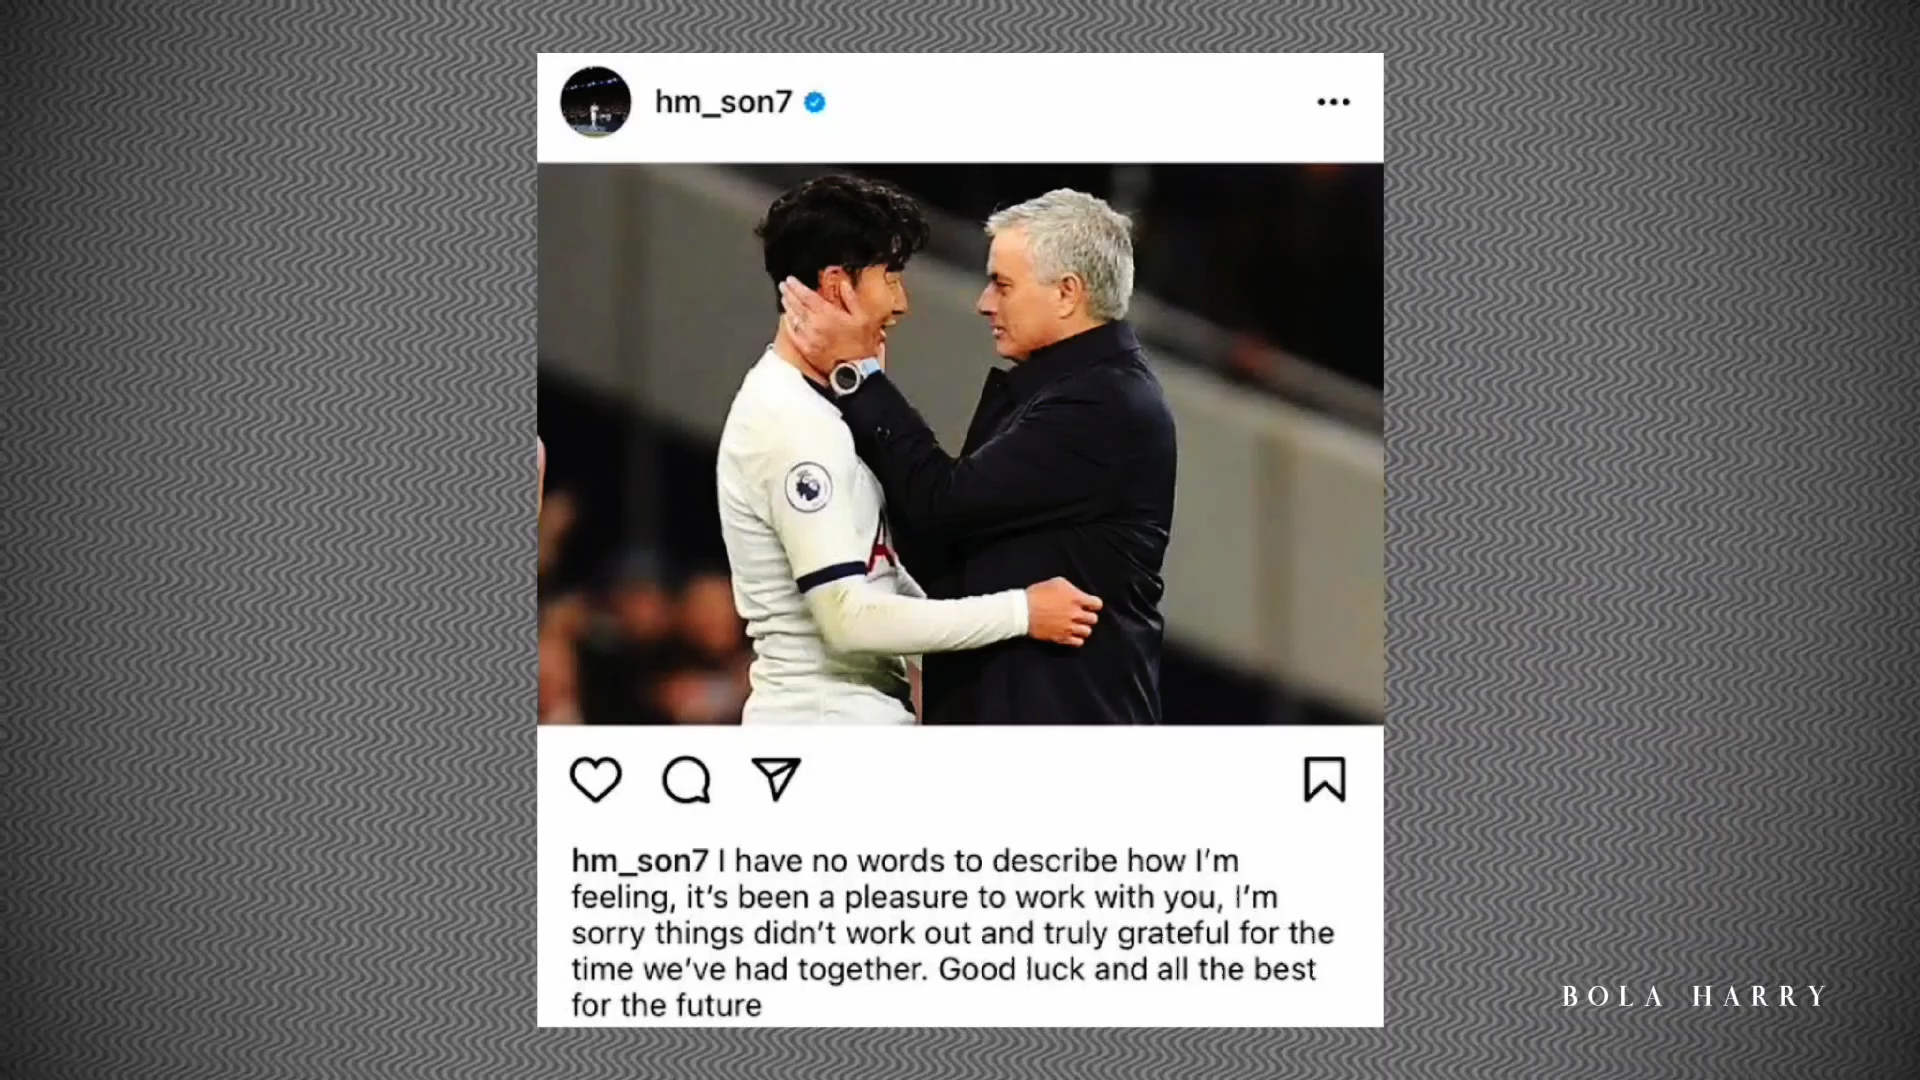 hm_son7
hm_son7 I have no words to describe how I'm
feeling, it's been a pleasure to work with you, I'm
sorry things didn't work out and truly grateful for the
time we've had together. Good luck and all the best
for the future
BOLA HARRY